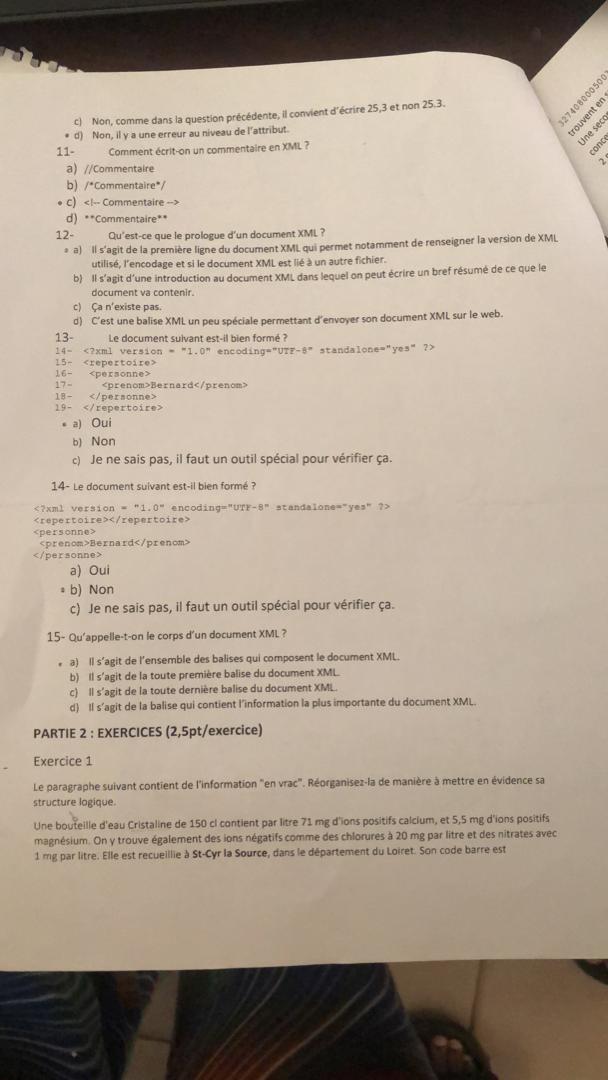 c) Non, comme dans la question précédente, il convient d'écrire 25,3 et non 25.3.
• d) Non, il y a une erreur au niveau de l'attribut.
11- Comment écrit-on un commentaire en XML ?
a) //Commentaire
b) /*Commentaire*/
• c) <!-- Commentaire -->
d) **Commentaire**
12- Qu'est-ce que le prologue d'un document XML ?
• a) Il s'agit de la première ligne du document XML qui permet notamment de renseigner la version de XML
utilisé, l'encodage et si le document XML est lié à un autre fichier.
b) Il s'agit d'une introduction au document XML dans lequel on peut écrire un bref résumé de ce que le
document va contenir.
c) Ça n'existe pas.
d) C'est une balise XML un peu spéciale permettant d'envoyer son document XML sur le web.
13- Le document suivant est-il bien formé ?
14- <?xml version = "1.0" encoding="UTF-8" standalone="yes" ?>
15- <repertoire>
16- <personne>
17- <prenom>Bernard</prenom>
18- </personne>
19- </repertoire>
• a) Oui
b) Non
c) Je ne sais pas, il faut un outil spécial pour vérifier ça.
14- Le document suivant est-il bien formé ?
<?xml version = "1.0" encoding="UTF-8" standalone="yes" ?>
<repertoire></repertoire>
<personne>
<prenom>Bernard</prenom>
</personne>
a) Oui
• b) Non
c) Je ne sais pas, il faut un outil spécial pour vérifier ça.
15- Qu'appelle-t-on le corps d'un document XML ?
• a) Il s'agit de l'ensemble des balises qui composent le document XML.
b) Il s'agit de la toute première balise du document XML.
c) Il s'agit de la toute dernière balise du document XML.
d) Il s'agit de la balise qui contient l'information la plus importante du document XML.
PARTIE 2 : EXERCICES (2,5pt/exercice)
Exercice 1
Le paragraphe suivant contient de l'information "en vrac". Réorganisez-la de manière à mettre en évidence sa
structure logique.
Une bouteille d'eau Cristaline de 150 cl contient par litre 71 mg d'ions positifs calcium, et 5,5 mg d'ions positifs
magnésium. On y trouve également des ions négatifs comme des chlorures à 20 mg par litre et des nitrates avec
1 mg par litre. Elle est recueillie à St-Cyr la Source, dans le département du Loiret. Son code barre est
trouvent en
Une